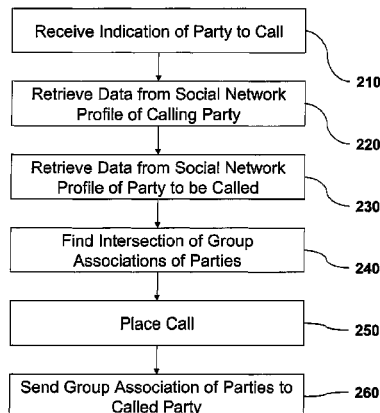 Receive Indication of Party to Call
210
Retrieve Data from Social Network
Profile of Calling Party
220
Retrieve Data from Social Network
Profile of Party to be Called
230
Find Intersection of Group
Associations of Parties
240
Place Call
250
Send Group Association of Parties to
Called Party
260